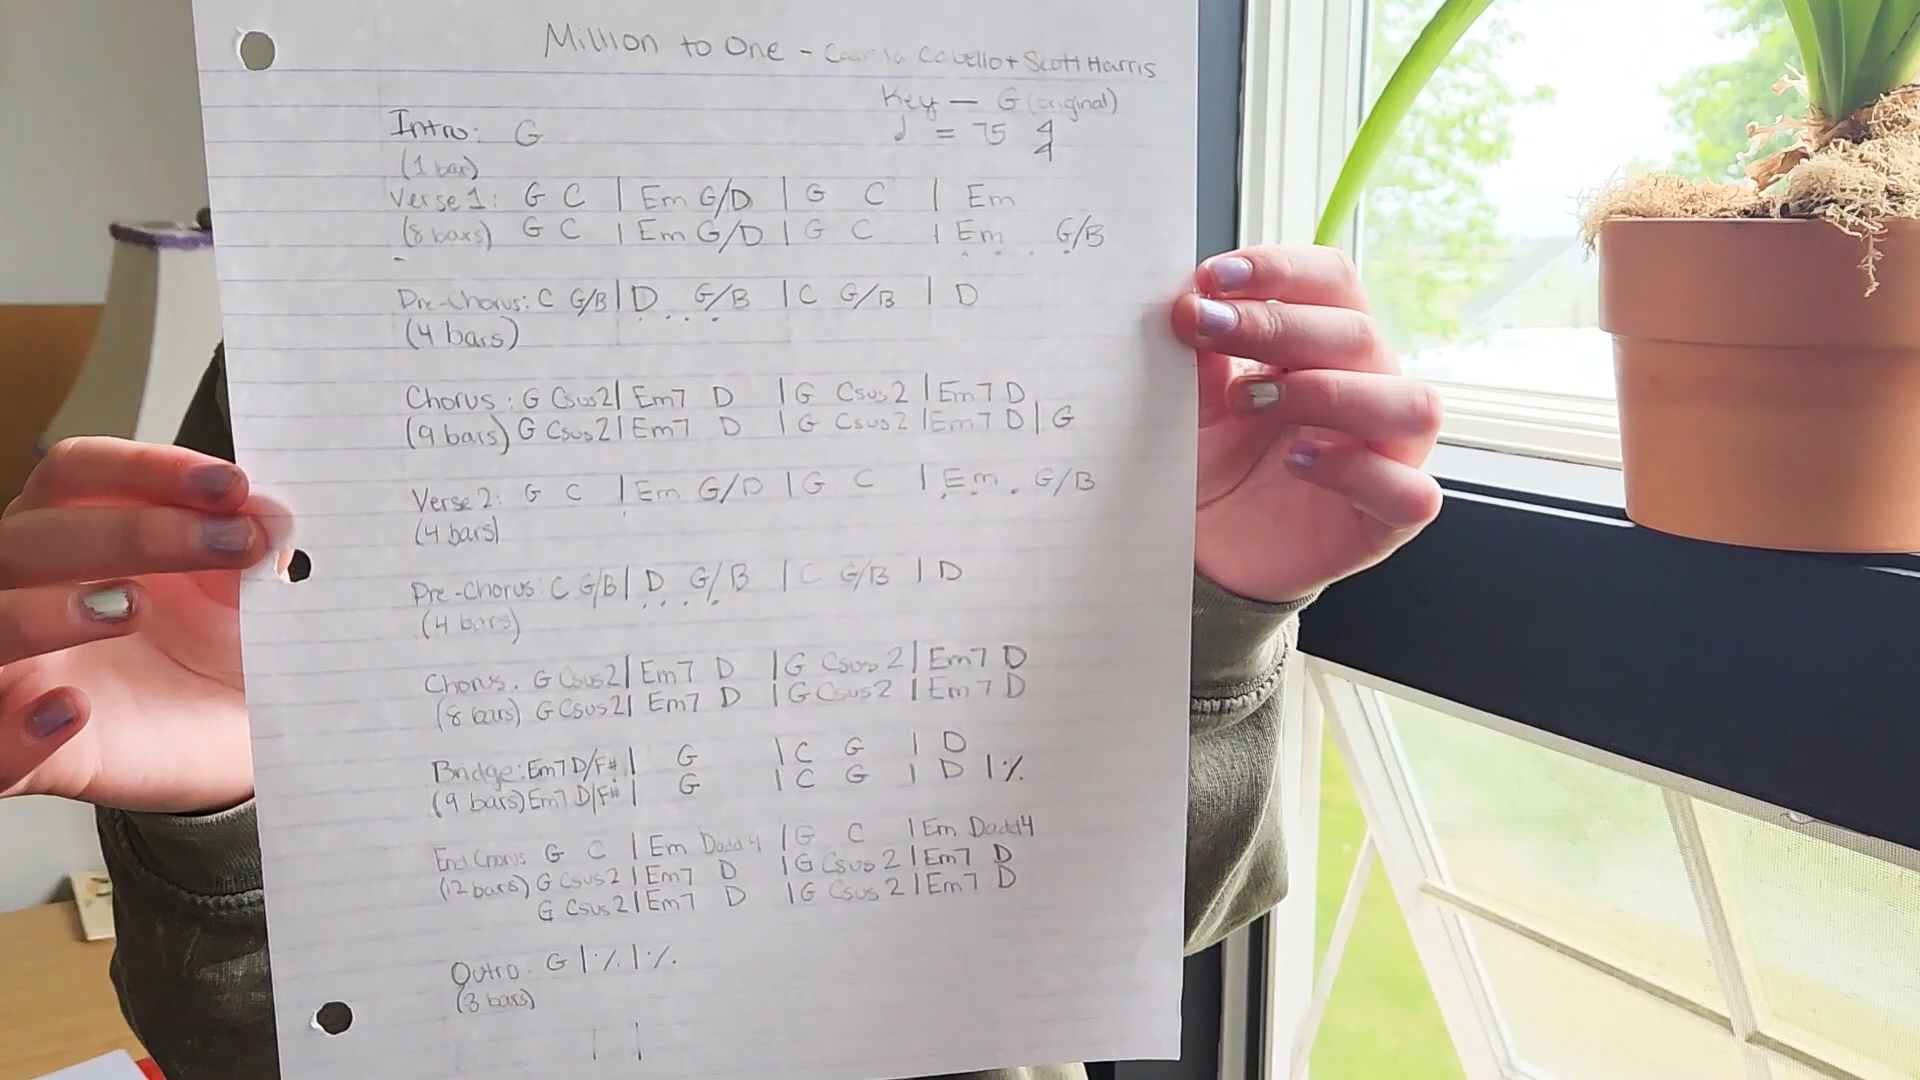 Million to One - Camila Cabello + Scott Harris
Key — G (original)
Intro: G ♩ = 75 4/4
(1 bar)
Verse 1: G C | Em G/D | G C | Em
(8 bars) G C | Em G/D | G C | Em . G/B
Pre-Chorus: C G/B | D . . . G/B | C G/B | D
(4 bars)
Chorus: G Csus2 | Em7 D | G Csus2 | Em7 D
(9 bars) G Csus2 | Em7 D | G Csus2 | Em7 D | G
Verse 2: G C | Em G/D | G C | Em . G/B
(4 bars)
Pre-Chorus: C G/B | D . . . G/B | C G/B | D
(4 bars)
Chorus. G Csus2 | Em7 D | G Csus2 | Em7 D
(8 bars) G Csus2 | Em7 D | G Csus2 | Em7 D
Bridge: Em7 D/F# | G | C G | D
(9 bars) Em7 D/F# | G | C G | D | ٪
End Chorus G C | Em Dadd4 | G C | Em Dadd4
(12 bars) G Csus2 | Em7 D | G Csus2 | Em7 D
G Csus2 | Em7 D | G Csus2 | Em7 D
Outro. G | ٪ | ٪
(3 bars)
| |